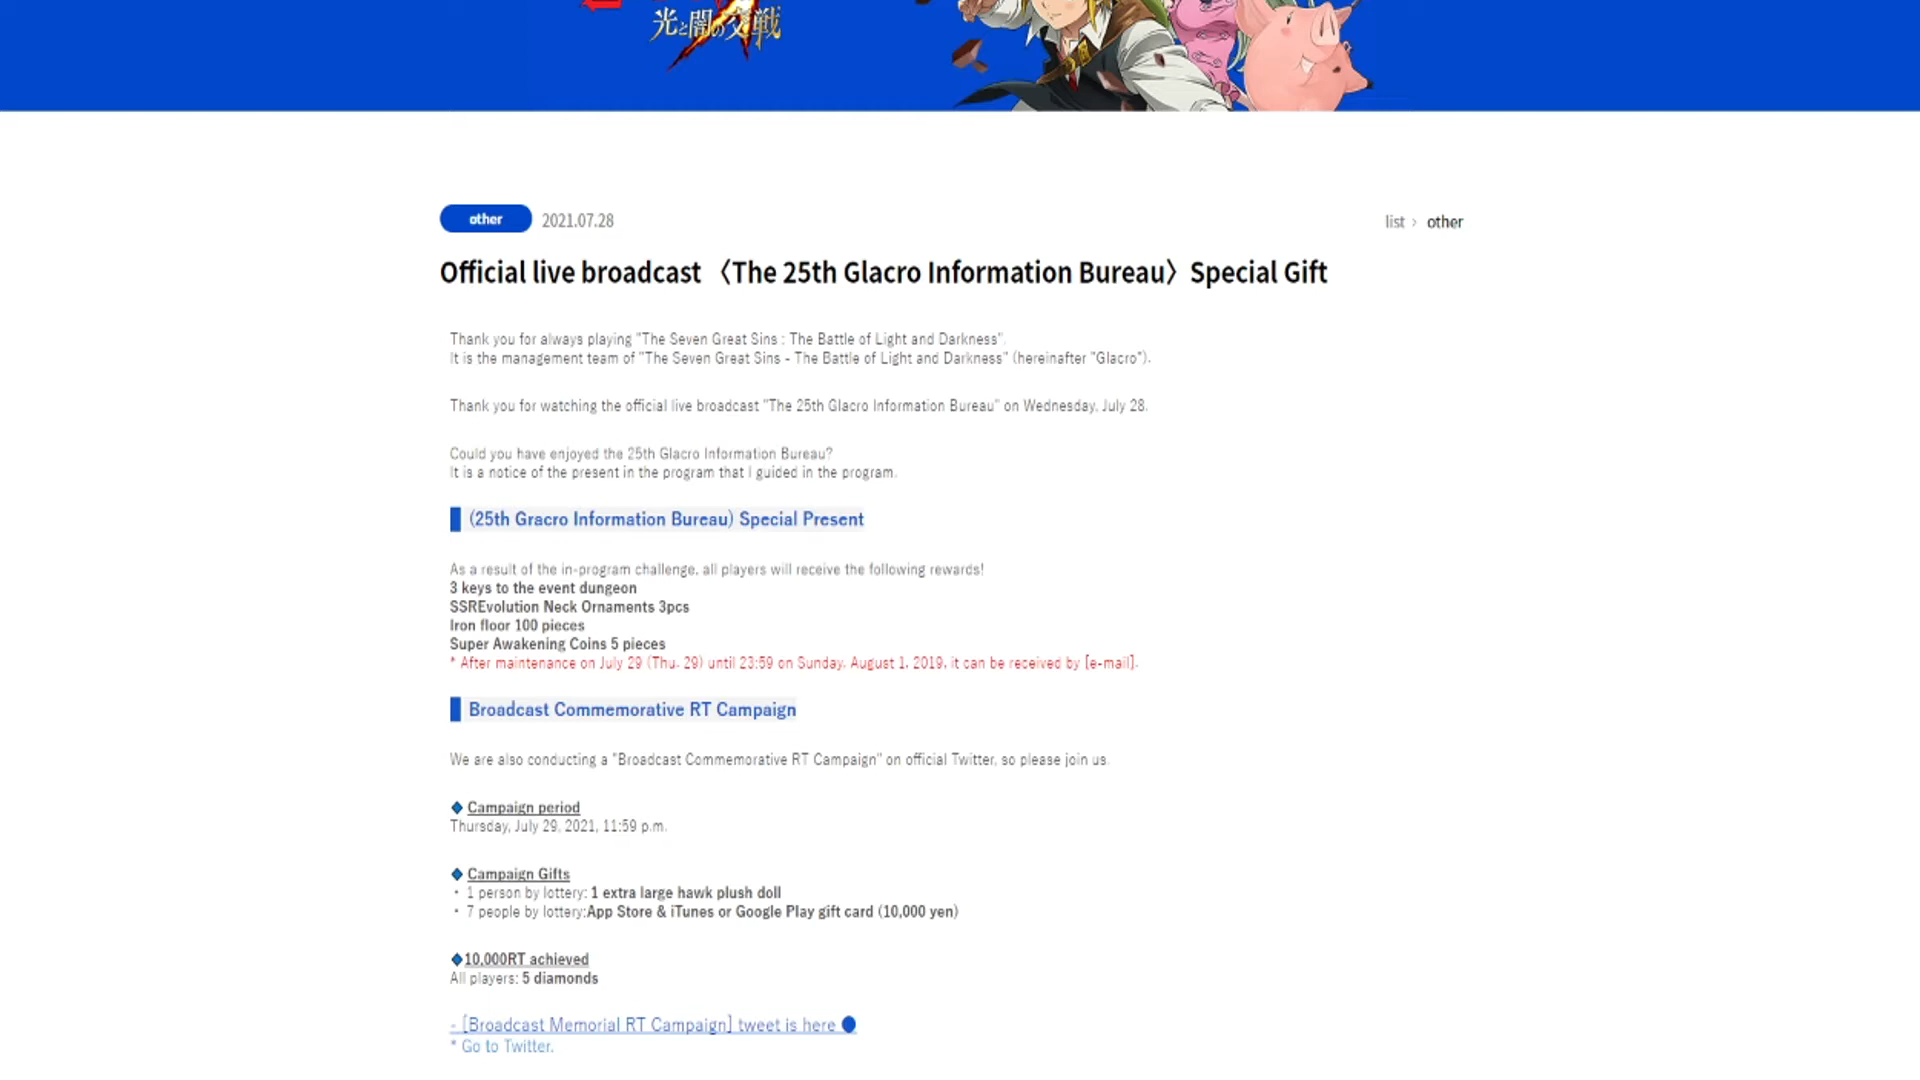 光と闇の交戦
other 2021.07.28 list › other
Official live broadcast 〈The 25th Glacro Information Bureau〉 Special Gift
Thank you for always playing "The Seven Great Sins : The Battle of Light and Darkness".
It is the management team of "The Seven Great Sins - The Battle of Light and Darkness" (hereinafter "Glacro").
Thank you for watching the official live broadcast "The 25th Glacro Information Bureau" on Wednesday, July 28.
Could you have enjoyed the 25th Glacro Information Bureau?
It is a notice of the present in the program that I guided in the program.
(25th Gracro Information Bureau) Special Present
As a result of the in-program challenge, all players will receive the following rewards!
3 keys to the event dungeon
SSREvolution Neck Ornaments 3pcs
Iron floor 100 pieces
Super Awakening Coins 5 pieces
* After maintenance on July 29 (Thu. 29) until 23:59 on Sunday, August 1, 2019, it can be received by [e-mail].
Broadcast Commemorative RT Campaign
We are also conducting a "Broadcast Commemorative RT Campaign" on official Twitter, so please join us.
◆ Campaign period
Thursday, July 29, 2021, 11:59 p.m.
◆ Campaign Gifts
・ 1 person by lottery: 1 extra large hawk plush doll
・ 7 people by lottery:App Store & iTunes or Google Play gift card (10,000 yen)
◆10,000RT achieved
All players: 5 diamonds
- [Broadcast Memorial RT Campaign] tweet is here ●
* Go to Twitter.